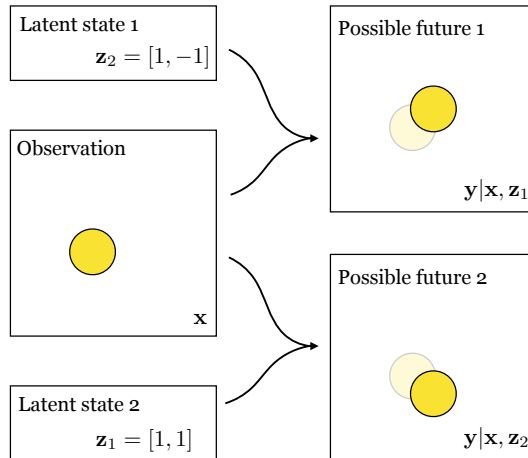 Latent state 1
z₂ = [1, −1]
Observation
x
Latent state 2
z₁ = [1, 1]
Possible future 1
y|x, z₁
Possible future 2
y|x, z₂